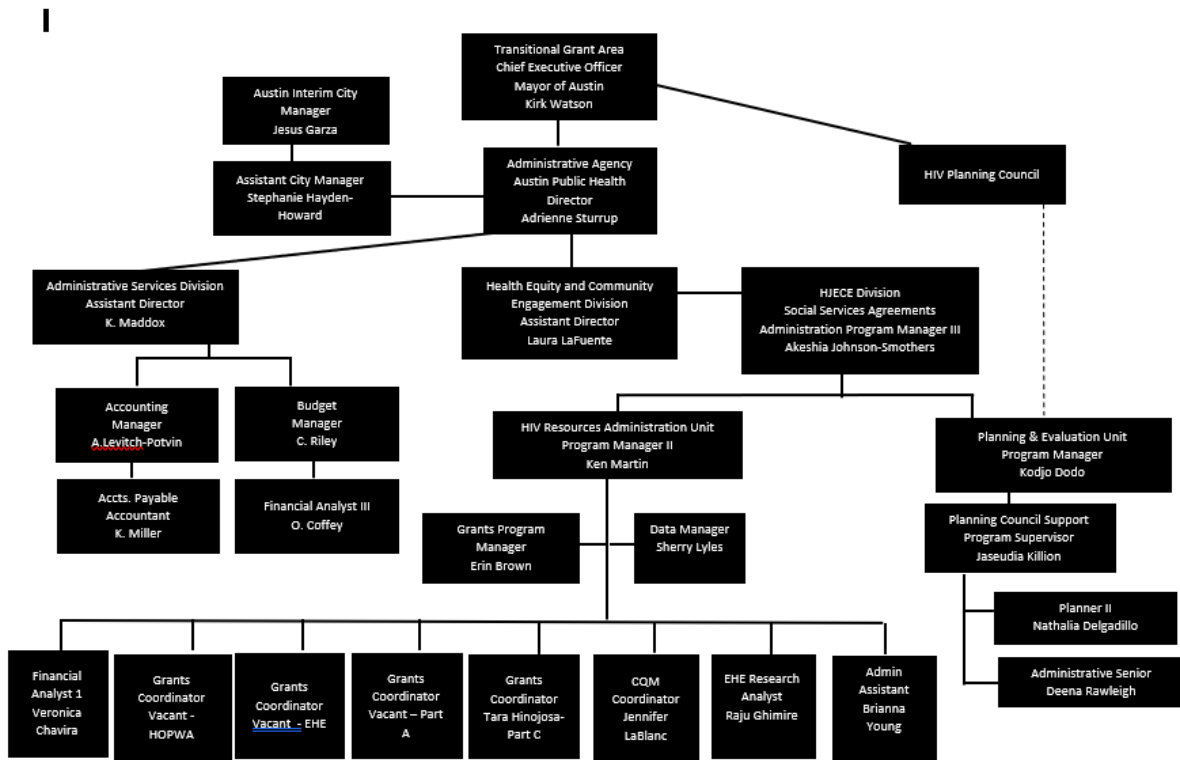 I
Transitional Grant Area
Chief Executive Officer
Mayor of Austin
Kirk Watson
Austin Interim City
Manager
Jesus Garza
Administrative Agency
Austin Public Health
Director
Adrienne Sturrup
Assistant City Manager
Stephanie Hayden-
Howard
HIV Planning Council
Administrative Services Division
Assistant Director
K. Maddox
Health Equity and Community
Engagement Division
Assistant Director
Laura LaFuente
HJECE Division
Social Services Agreements
Administration Program Manager III
Akeshia Johnson-Smothers
Accounting
Manager
A.Levitch-Potvin
Budget
Manager
C. Riley
HIV Resources Administration Unit
Program Manager II
Ken Martin
Planning & Evaluation Unit
Program Manager
Kodjo Dodo
Accts. Payable
Accountant
K. Miller
Financial Analyst III
O. Coffey
Grants Program
Manager
Erin Brown
Data Manager
Sherry Lyles
Planning Council Support
Program Supervisor
Jaseudia Killion
Planner II
Nathalia Delgadillo
Administrative Senior
Deena Rawleigh
Financial
Analyst 1
Veronica
Chavira
Grants
Coordinator
Vacant -
HOPWA
Grants
Coordinator
Vacant - EHE
Grants
Coordinator
Vacant – Part
A
Grants
Coordinator
Tara Hinojosa-
Part C
CQM
Coordinator
Jennifer
LaBlanc
EHE Research
Analyst
Raju Ghimire
Admin
Assistant
Brianna
Young